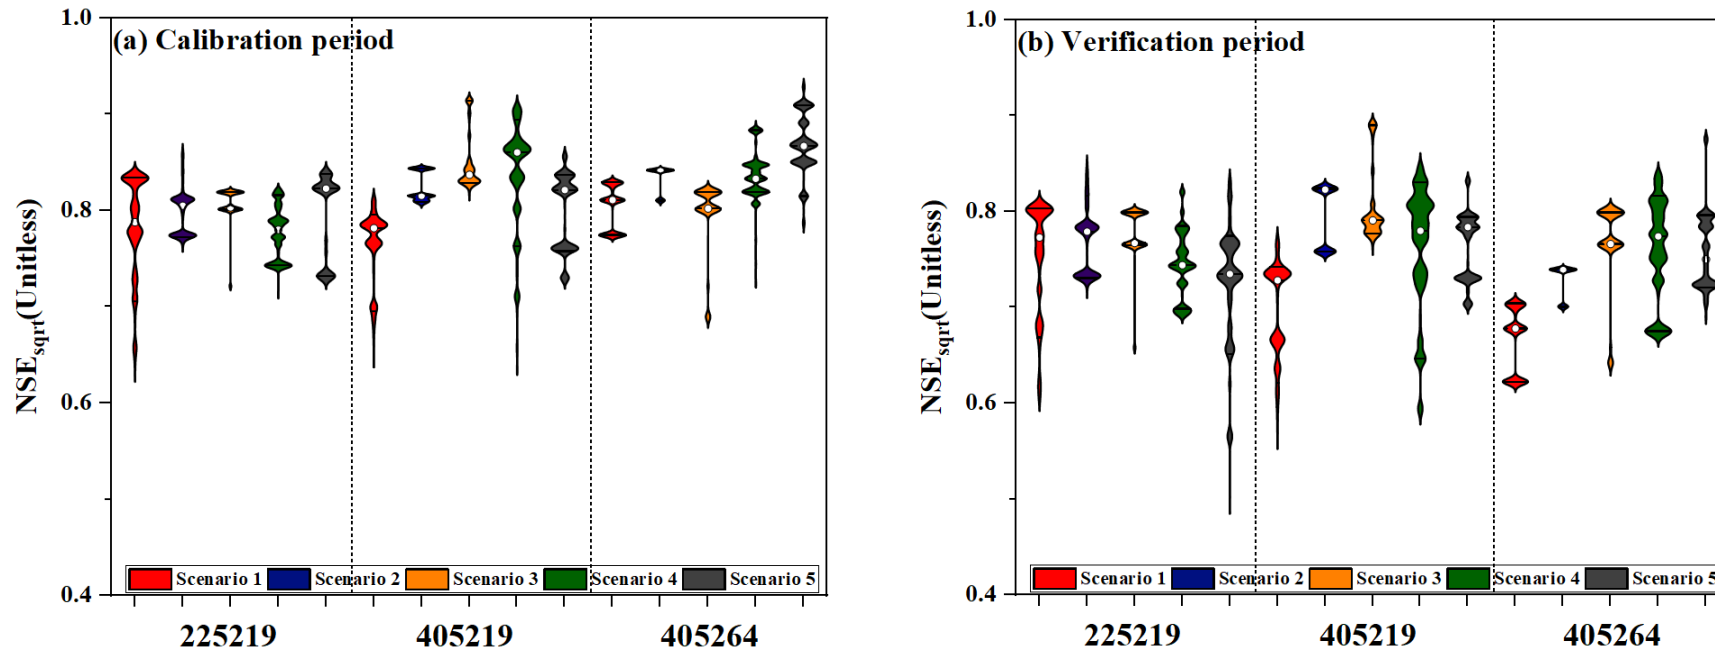 (a) Calibration period
1.0
0.8
0.6
0.4
NSEsqrt(Unitless)
Scenario 1 Scenario 2 Scenario 3 Scenario 4 Scenario 5
225219 405219 405264
(b) Verification period
1.0
0.8
0.6
0.4
NSEsqrt(Unitless)
Scenario 1 Scenario 2 Scenario 3 Scenario 4 Scenario 5
225219 405219 405264